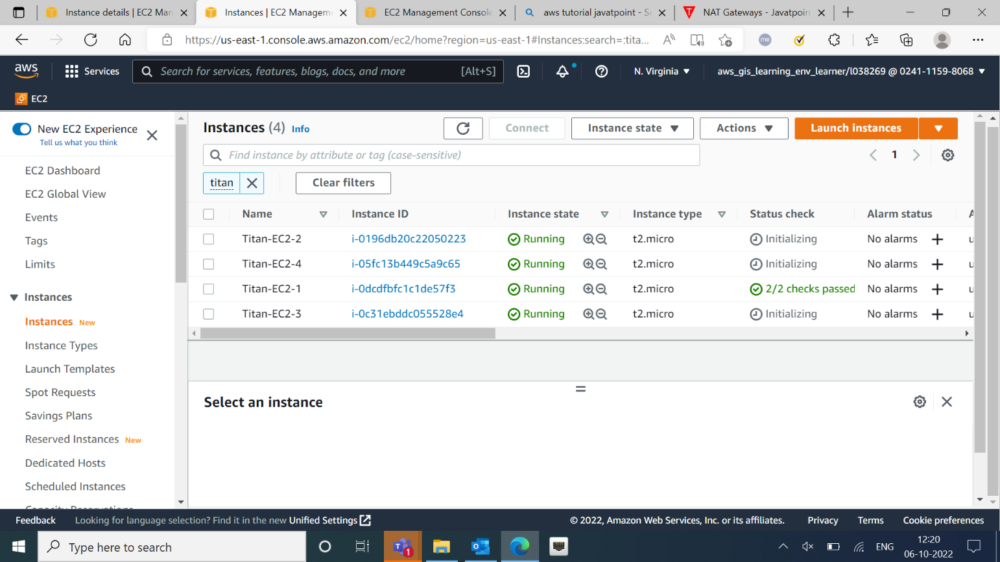 Instance details | EC2 Man
Instances | EC2 Managem
EC2 Management Console
aws tutorial javatpoint - Se
NAT Gateways - Javatpoin
https://us-east-1.console.aws.amazon.com/ec2/home?region=us-east-1#Instances:search=:tita...
me
aws
Services
Search for services, features, blogs, docs, and more
[Alt+S]
N. Virginia
aws_gis_learning_env_learner/l038269 @ 0241-1159-8068
EC2
New EC2 Experience
Tell us what you think
EC2 Dashboard
EC2 Global View
Events
Tags
Limits
Instances
Instances New
Instance Types
Launch Templates
Spot Requests
Savings Plans
Reserved Instances New
Dedicated Hosts
Scheduled Instances
Capacity Reservations
Instances (4) Info
Connect
Instance state
Actions
Launch instances
Find instance by attribute or tag (case-sensitive)
1
titan
Clear filters
Name Instance ID Instance state Instance type Status check Alarm status A
Titan-EC2-2 i-0196db20c22050223 Running t2.micro Initializing No alarms + u
Titan-EC2-4 i-05fc13b449c5a9c65 Running t2.micro Initializing No alarms + u
Titan-EC2-1 i-0dcdfbfc1c1de57f3 Running t2.micro 2/2 checks passed No alarms + u
Titan-EC2-3 i-0c31ebddc055528e4 Running t2.micro Initializing No alarms + u
Select an instance
Feedback
Looking for language selection? Find it in the new Unified Settings
© 2022, Amazon Web Services, Inc. or its affiliates.
Privacy
Terms
Cookie preferences
Type here to search
1
ENG
12:20
06-10-2022